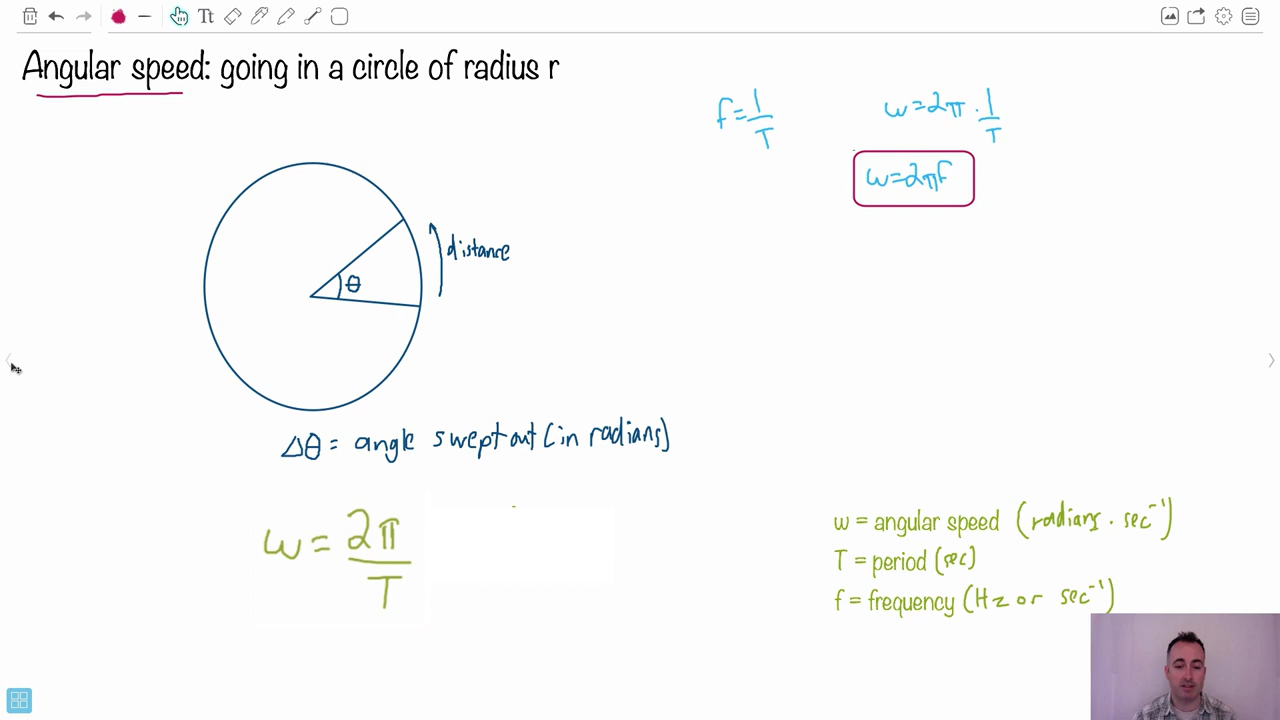 Tt
Angular speed: going in a circle of radius r
f=1/T
w=2π·1/T
w=2πf
distance
θ
Δθ = angle swept out (in radians)
w=2π/T
w = angular speed (radians · sec⁻¹)
T = period (sec)
f = frequency (Hz or sec⁻¹)